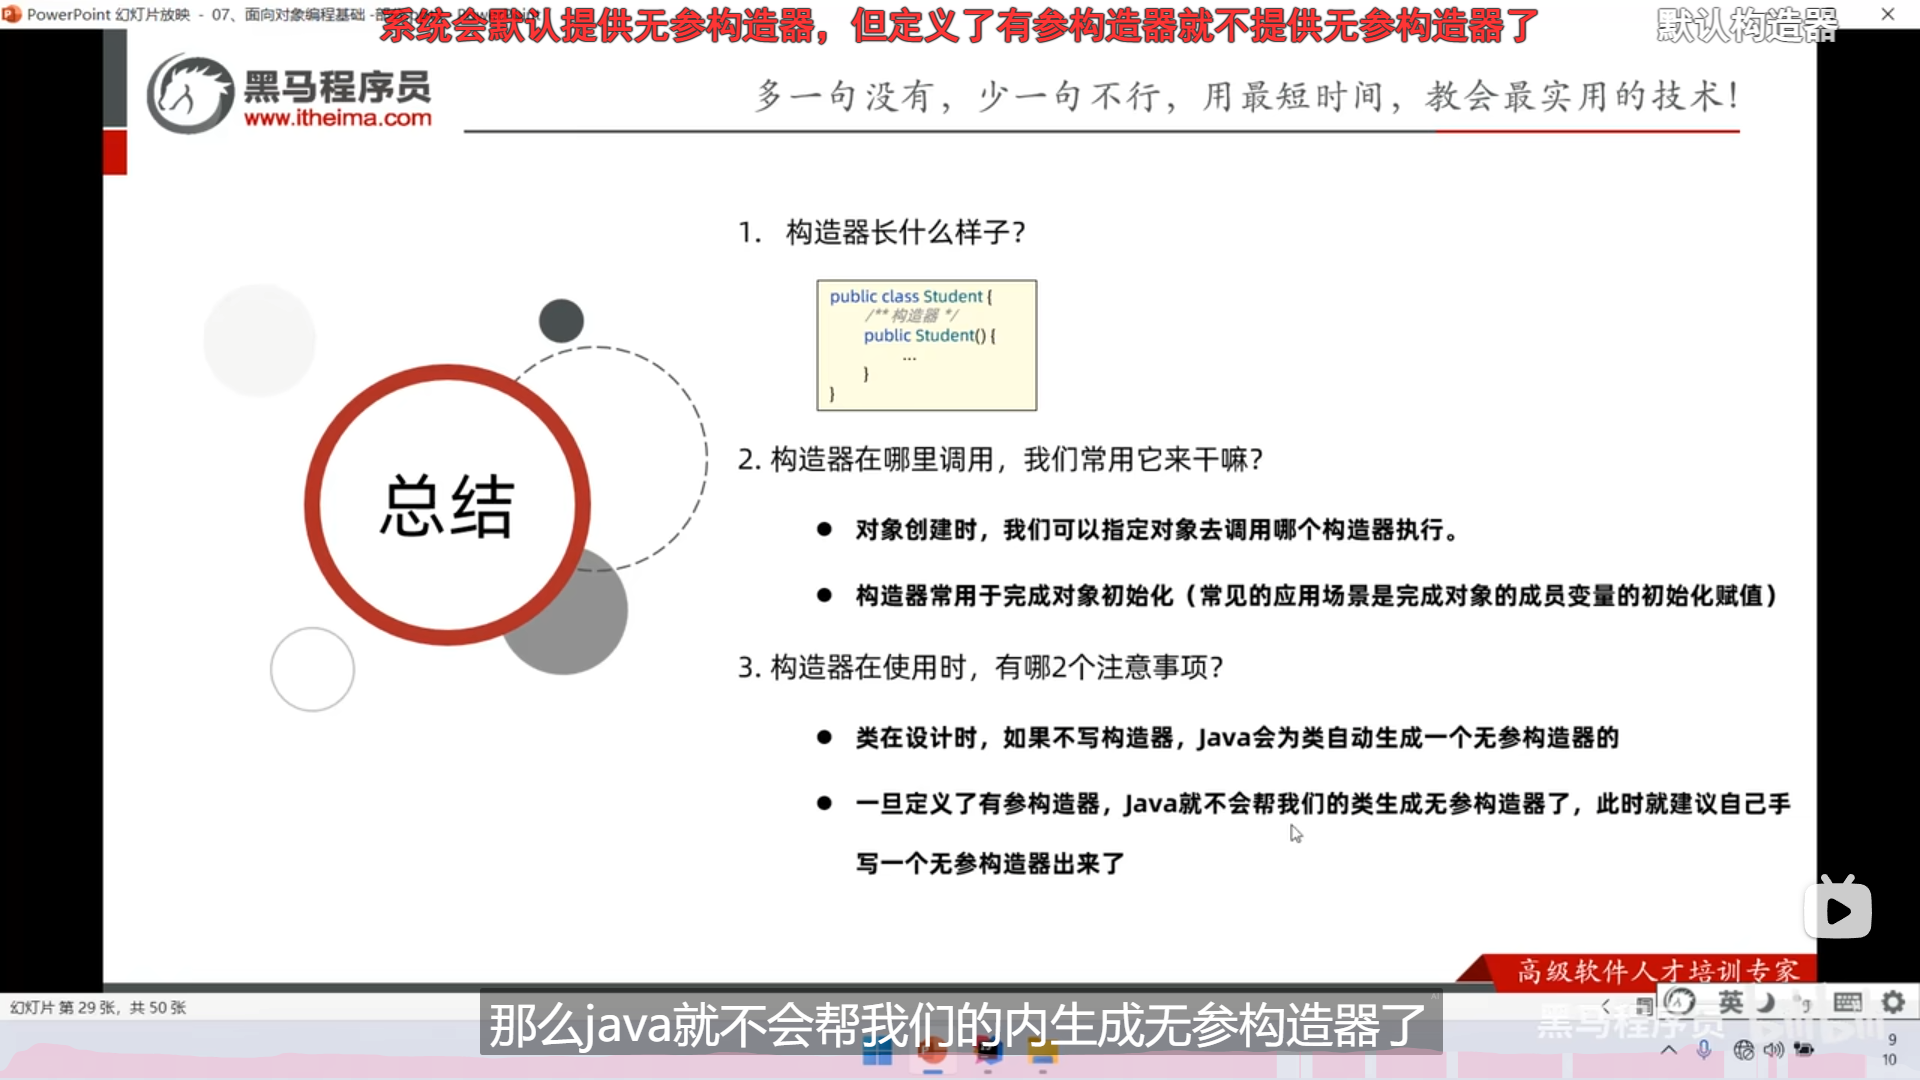 PowerPoint 幻灯片放映 - 07、面向对象编程基础
系统会默认提供无参构造器，但定义了有参构造器就不提供无参构造器了
默认构造器
黑马程序员
www.itheima.com
多一句没有，少一句不行，用最短时间，教会最实用的技术！
1. 构造器长什么样子？
public class Student {
/** 构造器 */
public Student() {
...
}
}
总结
2. 构造器在哪里调用，我们常用它来干嘛？
● 对象创建时，我们可以指定对象去调用哪个构造器执行。
● 构造器常用于完成对象初始化（常见的应用场景是完成对象的成员变量的初始化赋值）
3. 构造器在使用时，有哪2个注意事项？
● 类在设计时，如果不写构造器，Java会为类自动生成一个无参构造器的
● 一旦定义了有参构造器，Java就不会帮我们的类生成无参构造器了，此时就建议自己手
写一个无参构造器出来了
高级软件人才培训专家
幻灯片 第 29 张，共 50 张
英
那么java就不会帮我们的内生成无参构造器了
黑马程序员
9
10